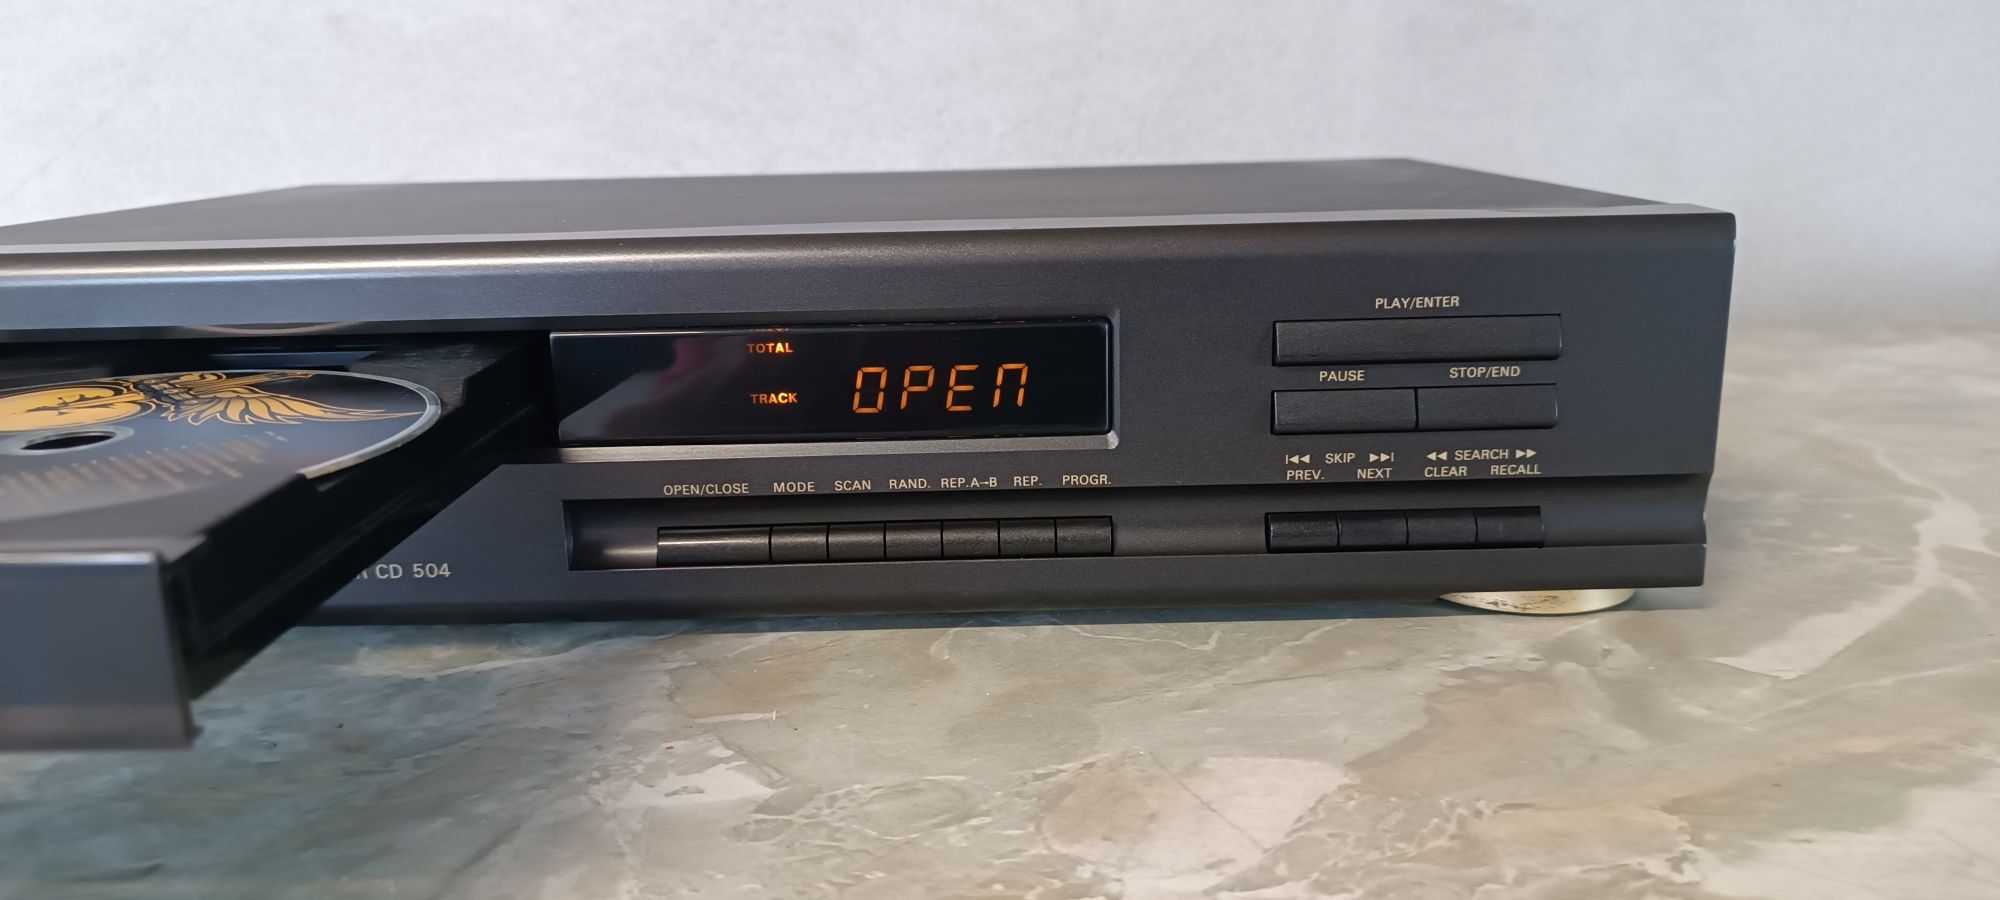 TOTAL
TRACK OPEN
PLAY/ENTER
PAUSE STOP/END
SKIP SEARCH
PREV. NEXT CLEAR RECALL
OPEN/CLOSE MODE SCAN RAND. REP.A→B REP. PROGR.
CD 504